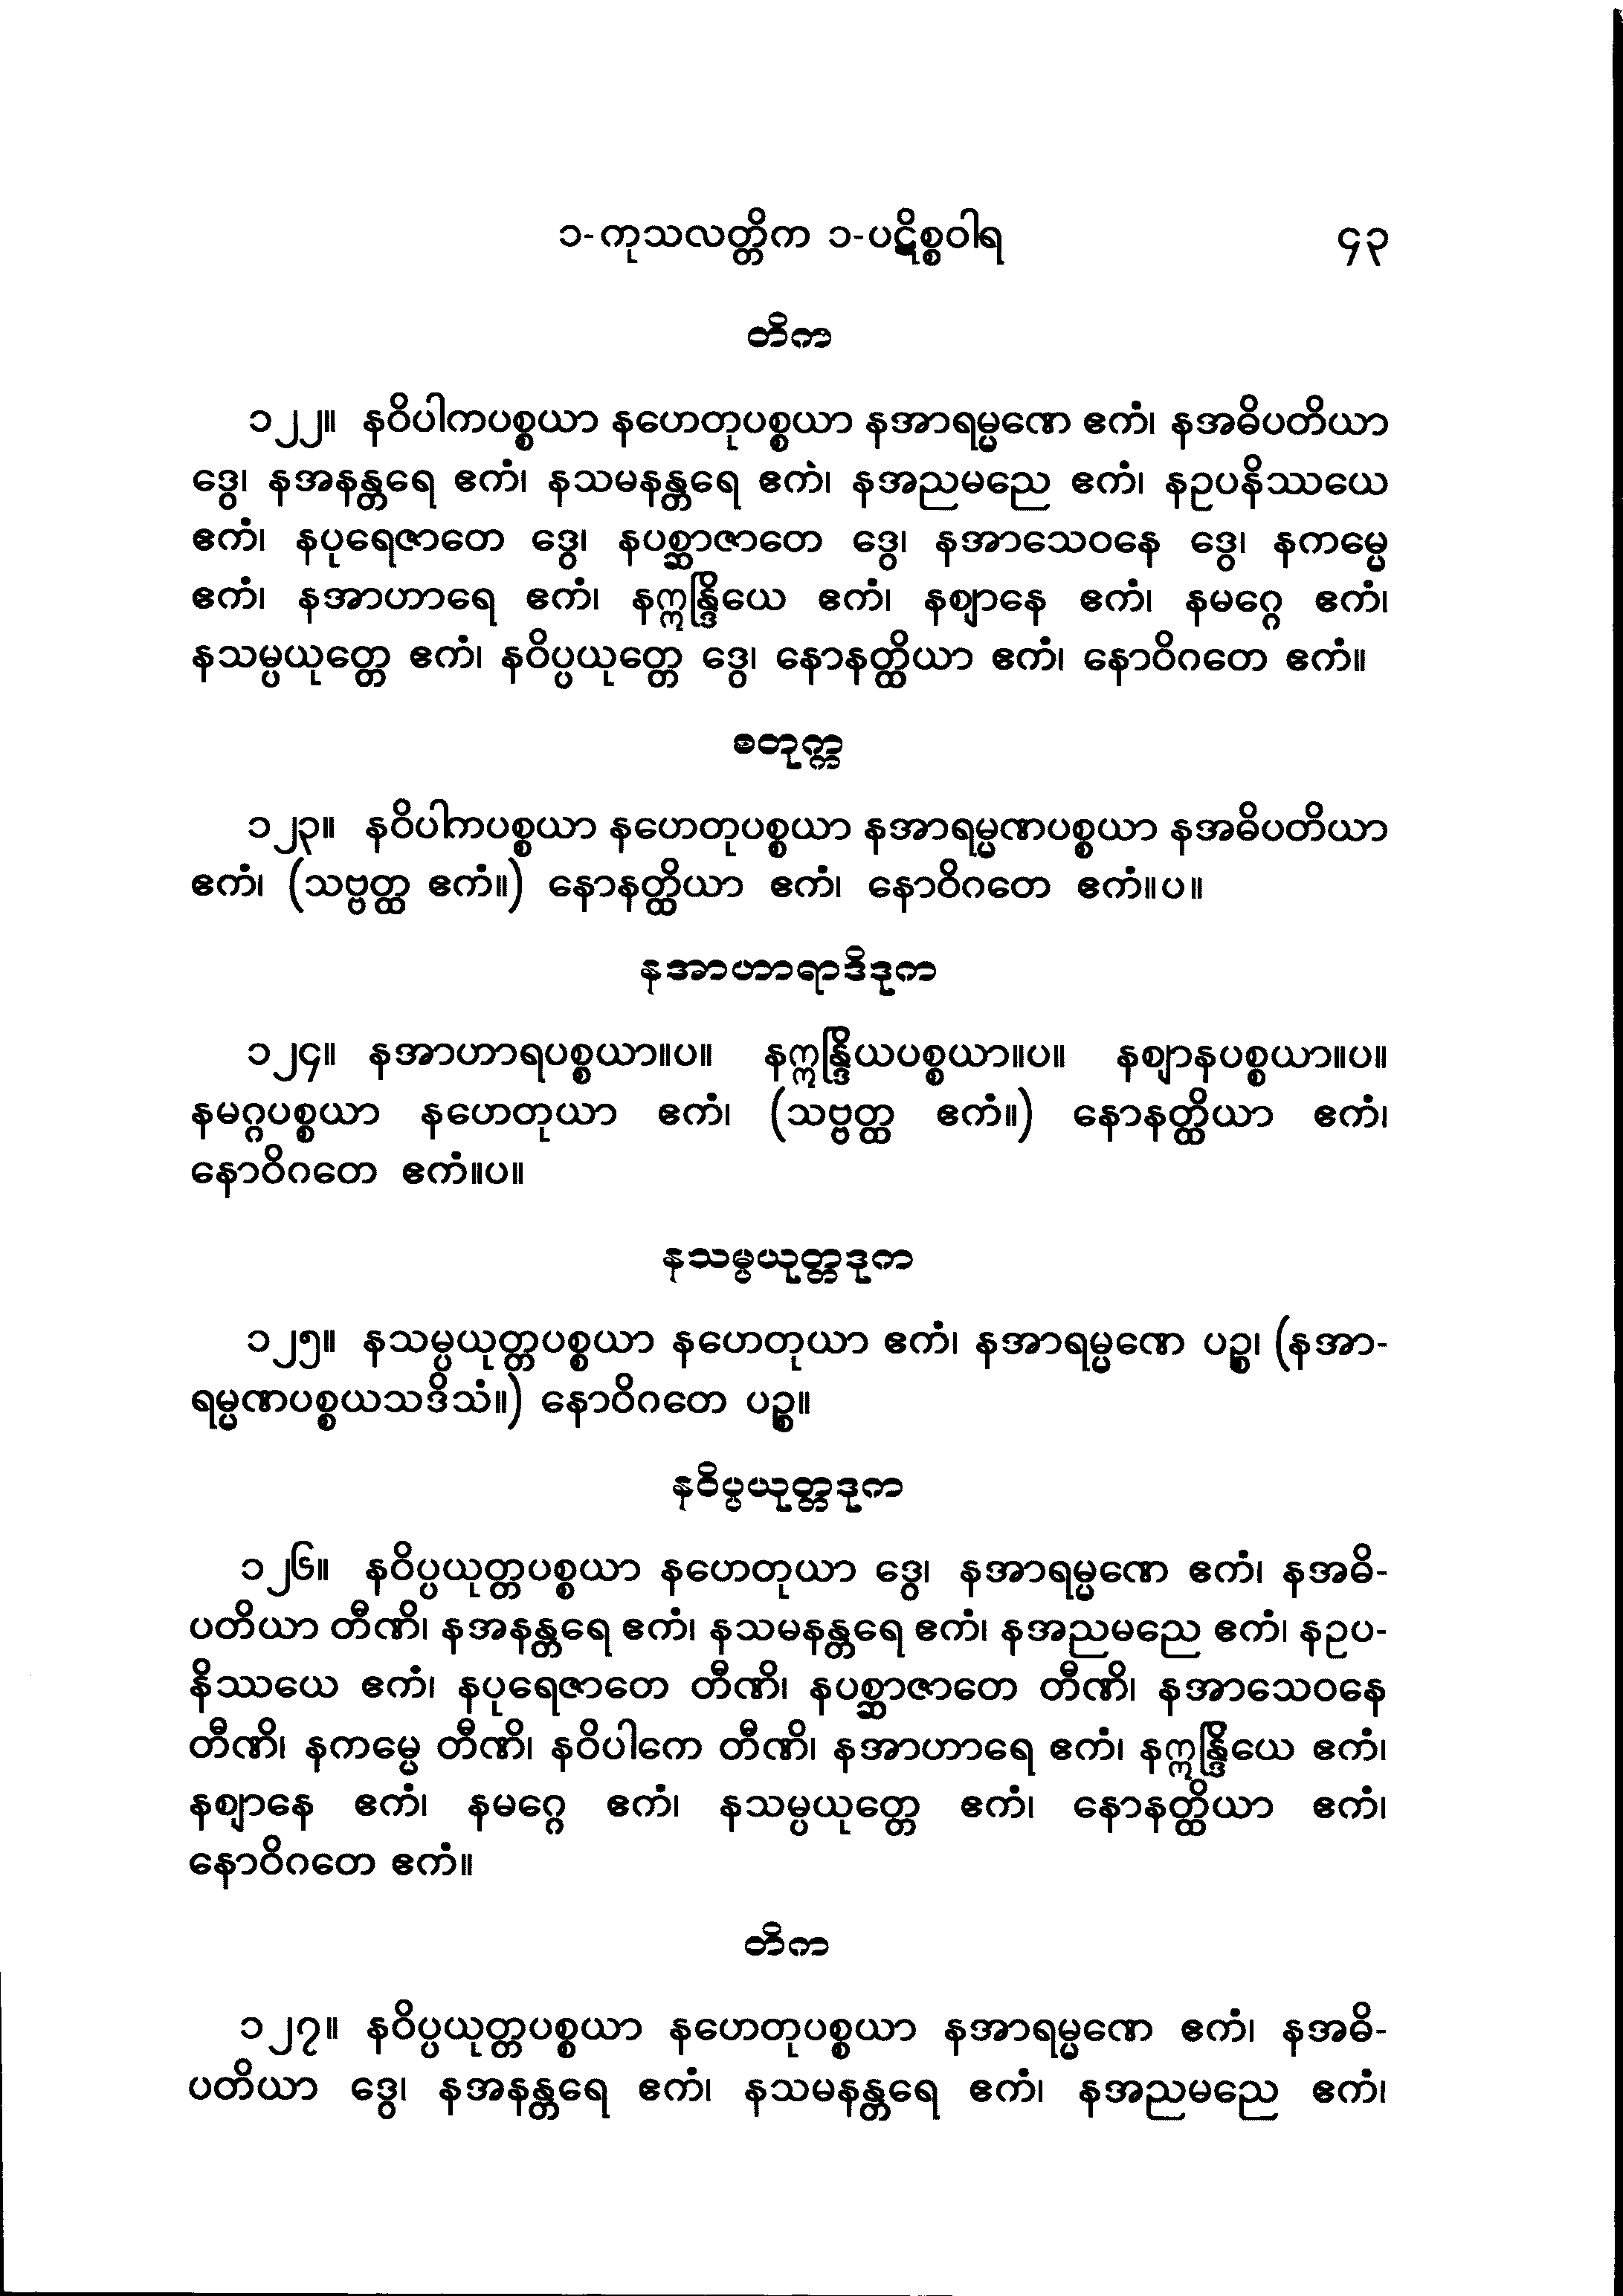 ၁-ကုသလတ္တိက ၁-ပဋိစ္စဝါရ ၄၃
တိက
၁၂၂။ နဝိပါကပစ္စယာ နဟေတုပစ္စယာ နအာရမ္မဏေ ဧကံ၊ နအဓိပတိယာ
ဒွေ၊ နအနန္တရေ ဧကံ၊ နသမနန္တရေ ဧကံ၊ နအညမညေ ဧကံ၊ နဥပနိဿယေ
ဧကံ၊ နပုရေဇာတေ ဒွေ၊ နပစ္ဆာဇာတေ ဒွေ၊ နအာသေဝနေ ဒွေ၊ နကမ္မေ
ဧကံ၊ နအာဟာရေ ဧကံ၊ နဣန္ဒြိယေ ဧကံ၊ နဈာနေ ဧကံ၊ နမဂ္ဂေ ဧကံ၊
နသမ္ပယုတ္တေ ဧကံ၊ နဝိပ္ပယုတ္တေ ဒွေ၊ နောနတ္ထိယာ ဧကံ၊ နောဝိဂတေ ဧကံ။
စတုက္က
၁၂၃။ နဝိပါကပစ္စယာ နဟေတုပစ္စယာ နအာရမ္မဏပစ္စယာ နအဓိပတိယာ
ဧကံ၊ (သဗ္ဗတ္ထ ဧကံ။) နောနတ္ထိယာ ဧကံ၊ နောဝိဂတေ ဧကံ။ပ။
နအာဟာရာဒိဒုက
၁၂၄။ နအာဟာရပစ္စယာ။ပ။ နဣန္ဒြိယပစ္စယာ။ပ။ နဈာနပစ္စယာ။ပ။
နမဂ္ဂပစ္စယာ နဟေတုယာ ဧကံ၊ (သဗ္ဗတ္ထ ဧကံ။) နောနတ္ထိယာ ဧကံ၊
နောဝိဂတေ ဧကံ။ပ။
နသမ္ပယုတ္တဒုက
၁၂၅။ နသမ္ပယုတ္တပစ္စယာ နဟေတုယာ ဧကံ၊ နအာရမ္မဏေ ပဉ္စ၊ (နအာ-
ရမ္မဏပစ္စယသဒိသံ။) နောဝိဂတေ ပဉ္စ။
နဝိပ္ပယုတ္တဒုက
၁၂၆။ နဝိပ္ပယုတ္တပစ္စယာ နဟေတုယာ ဒွေ၊ နအာရမ္မဏေ ဧကံ၊ နအဓိ-
ပတိယာ တီဏိ၊ နအနန္တရေ ဧကံ၊ နသမနန္တရေ ဧကံ၊ နအညမညေ ဧကံ၊ နဥပ-
နိဿယေ ဧကံ၊ နပုရေဇာတေ တီဏိ၊ နပစ္ဆာဇာတေ တီဏိ၊ နအာသေဝနေ
တီဏိ၊ နကမ္မေ တီဏိ၊ နဝိပါကေ တီဏိ၊ နအာဟာရေ ဧကံ၊ နဣန္ဒြိယေ ဧကံ၊
နဈာနေ ဧကံ၊ နမဂ္ဂေ ဧကံ၊ နသမ္ပယုတ္တေ ဧကံ၊ နောနတ္ထိယာ ဧကံ၊
နောဝိဂတေ ဧကံ။
တိက
၁၂၇။ နဝိပ္ပယုတ္တပစ္စယာ နဟေတုပစ္စယာ နအာရမ္မဏေ ဧကံ၊ နအဓိ-
ပတိယာ ဒွေ၊ နအနန္တရေ ဧကံ၊ နသမနန္တရေ ဧကံ၊ နအညမညေ ဧကံ၊